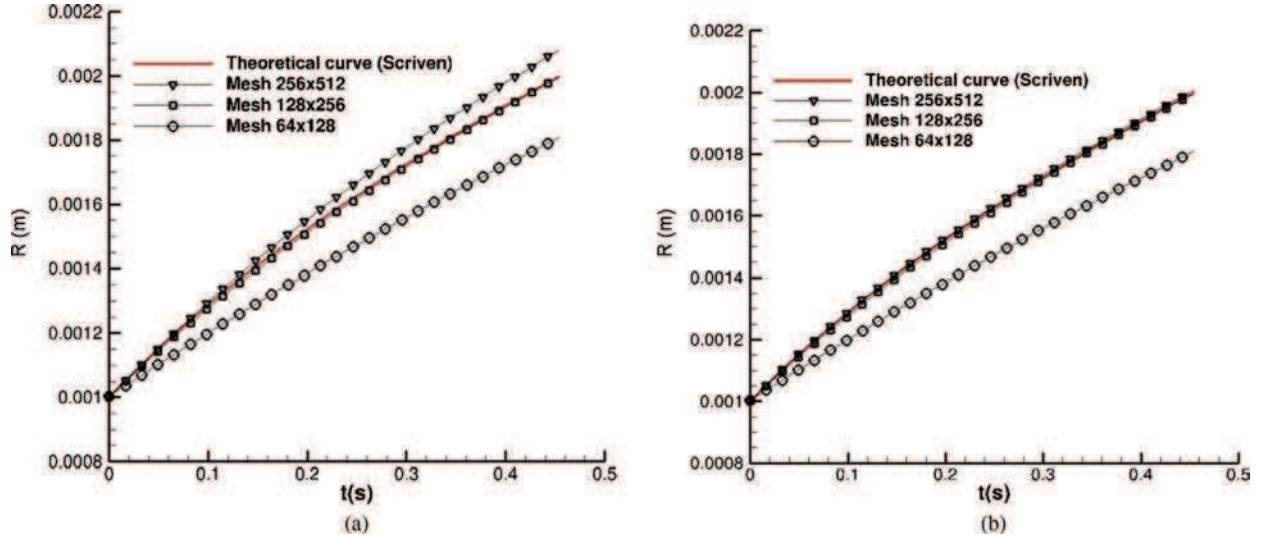 0.0022
0.002
0.0018
0.0016
0.0014
0.0012
0.001
0.0008
R (m)
Theoretical curve (Scriven)
Mesh 256x512
Mesh 128x256
Mesh 64x128
0
0.1
0.2
0.3
0.4
0.5
t(s)
(a)
0.0022
0.0020
0.0018
0.0016
0.0014
0.0012
0.0010
0.0008
R (m)
Theoretical curve (Scriven)
Mesh 256x512
Mesh 128x256
Mesh 64x128
0
0.1
0.2
0.3
0.4
0.5
t(s)
(b)